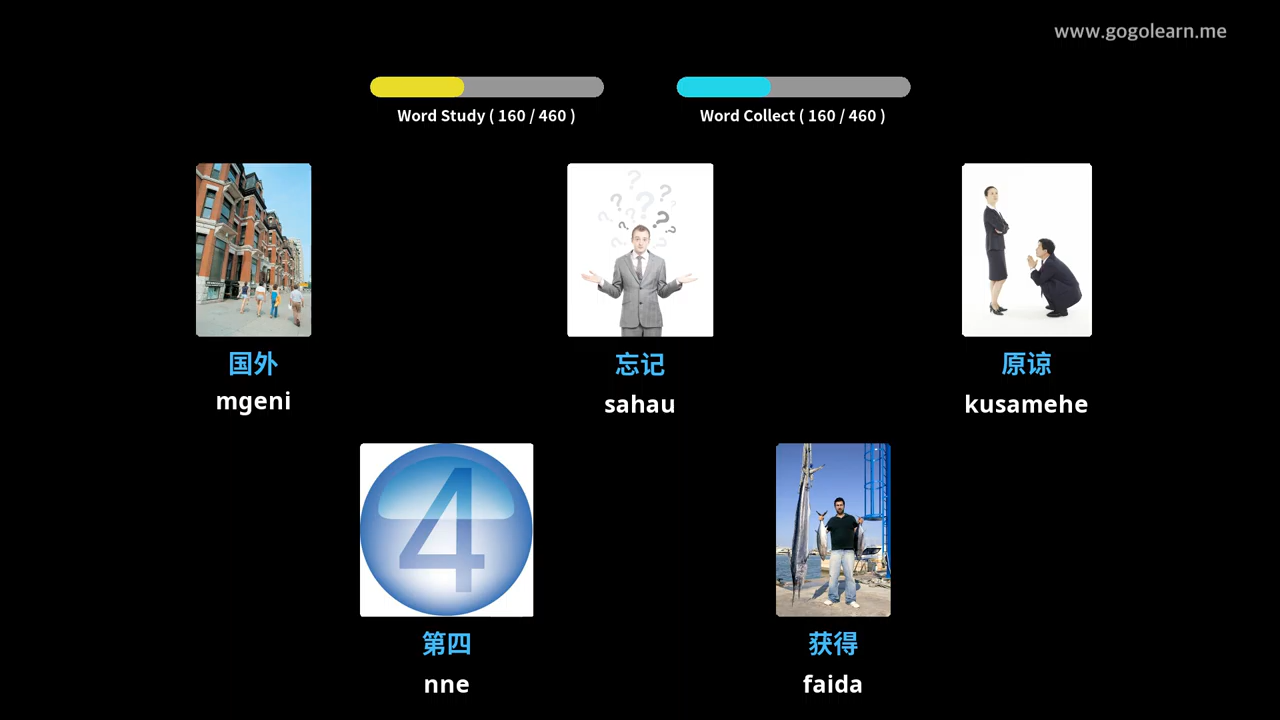 www.gogolearn.me
Word Study ( 160 / 460 )
Word Collect ( 160 / 460 )
国外
mgeni
忘记
sahau
原谅
kusamehe
4
第四
nne
获得
faida